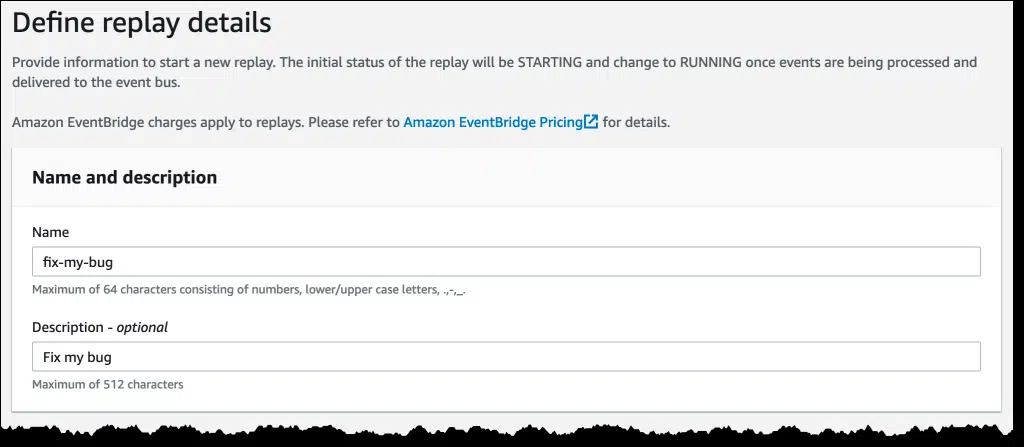 Define replay details
Provide information to start a new replay. The initial status of the replay will be STARTING and change to RUNNING once events are being processed and
delivered to the event bus.
Amazon EventBridge charges apply to replays. Please refer to Amazon EventBridge Pricing for details.
Name and description
Name
fix-my-bug
Maximum of 64 characters consisting of numbers, lower/upper case letters, .,-,_.
Description - optional
Fix my bug
Maximum of 512 characters